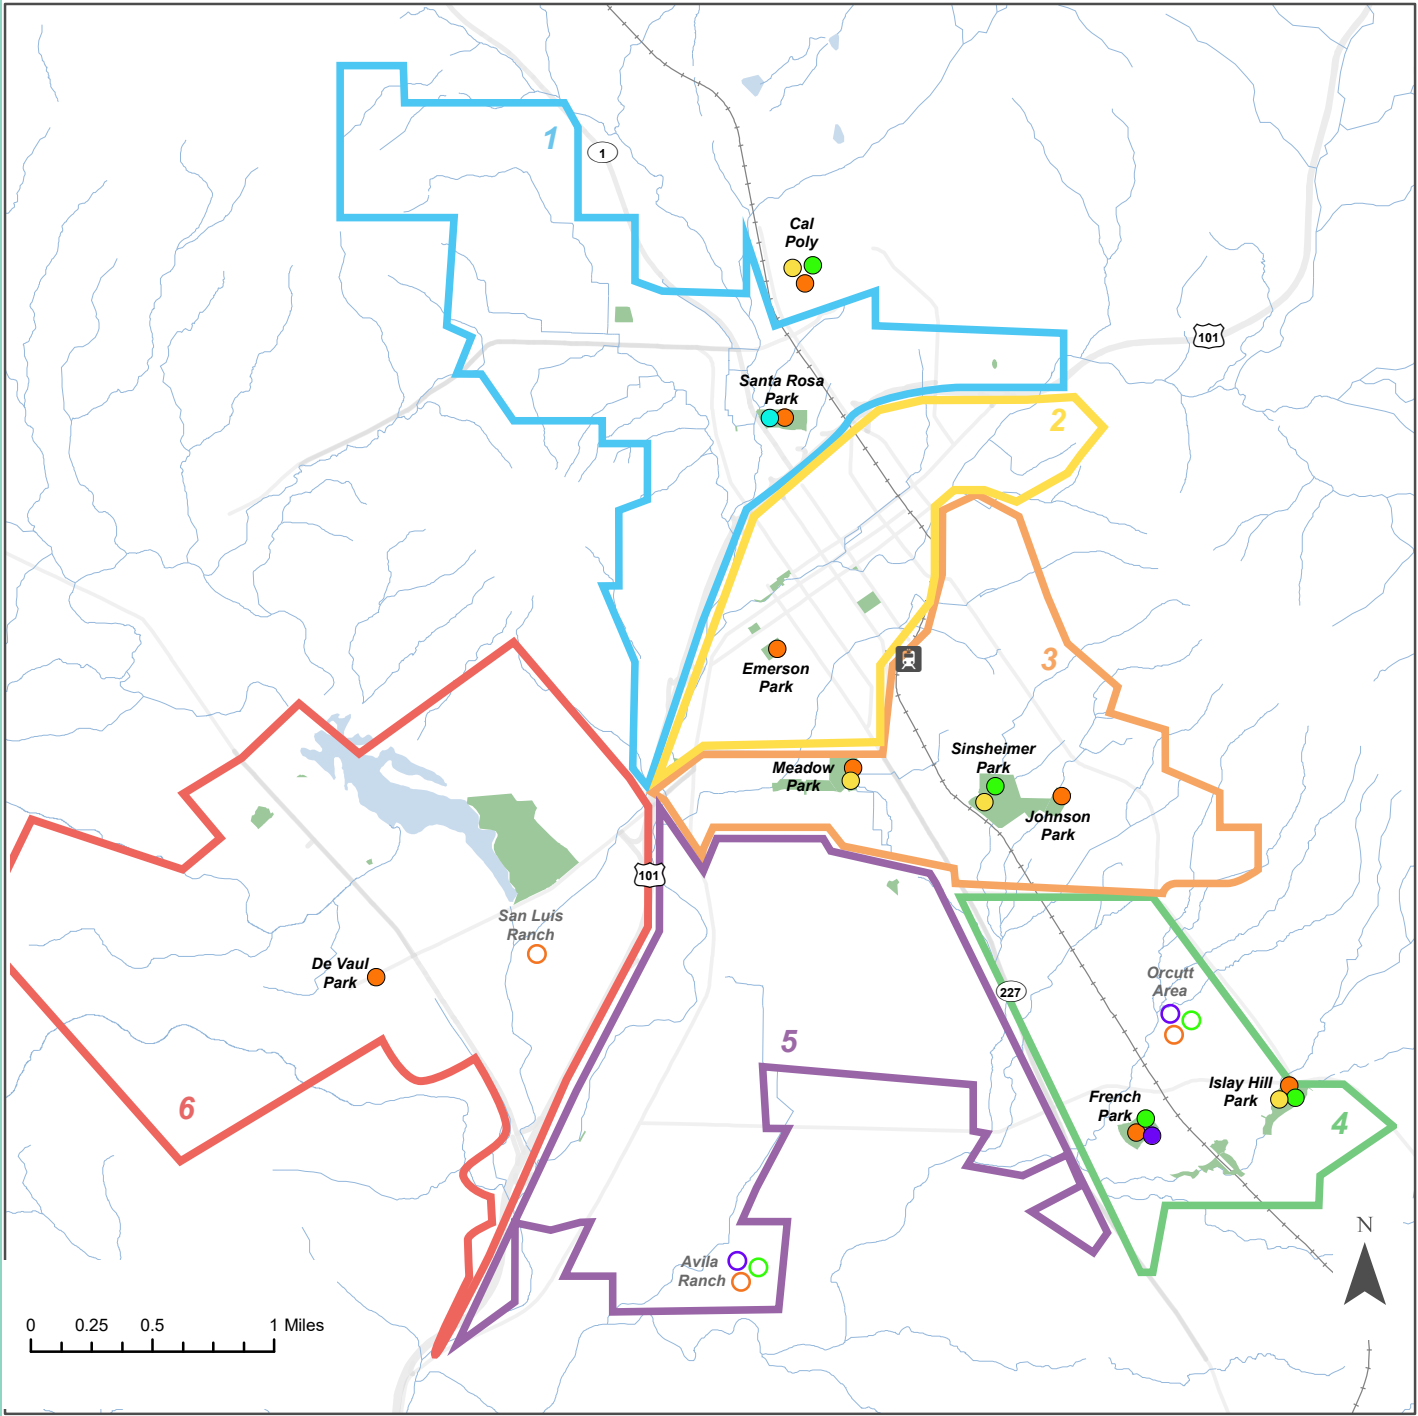 1
1
Cal
Poly
101
Santa Rosa
Park
2
Emerson
Park
3
Sinsheimer
Park
Meadow
Park
Johnson
Park
101
San Luis
Ranch
De Vaul
Park
227
Orcutt
Area
5
Islay Hill
Park
French
Park
4
6
N
Avila
Ranch
0 0.25 0.5 1 Miles